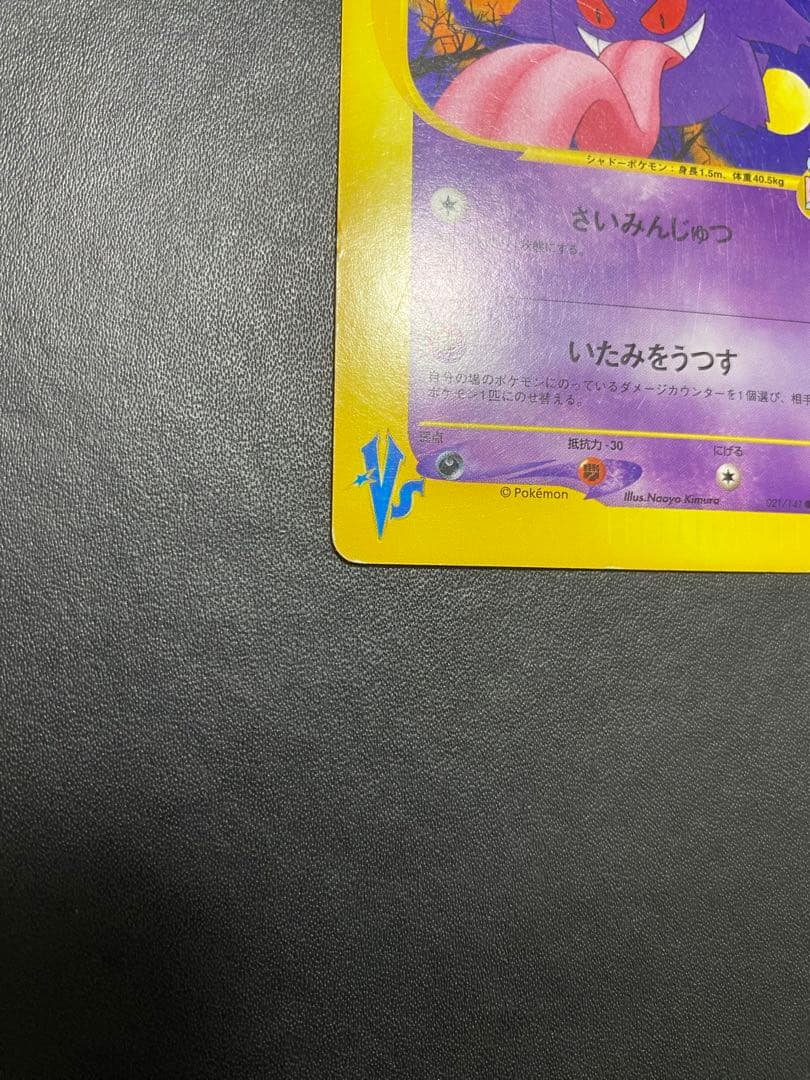 シャドーポケモン：身長1.5m、体重40.5kg
さいみんじゅつ
にする。
いたみをうつす
自分の場のポケモンにのっているダメージカウンターを1個選び、相手
ポケモン1匹にのせ替える。
弱点 抵抗力 -30 にげる
VS
© Pokémon Illus.Naoyo Kimura 021/141